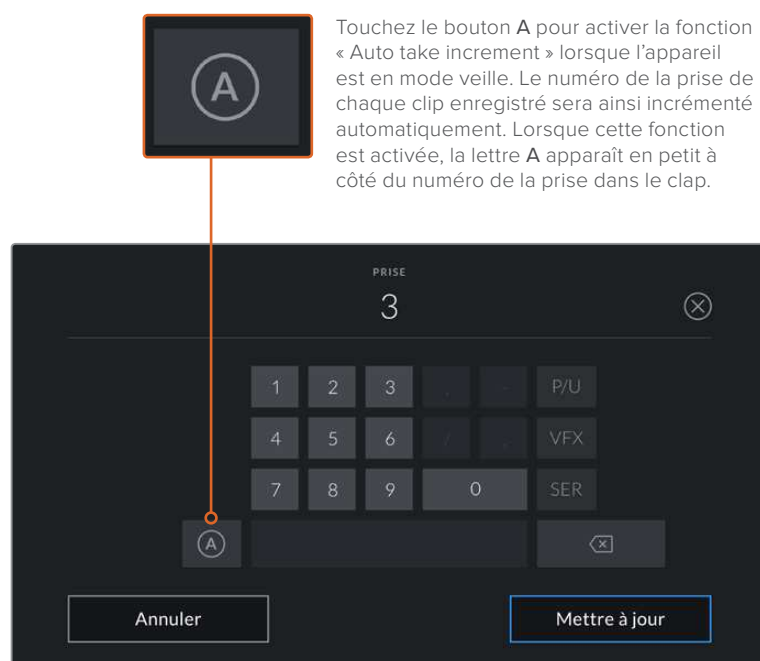 A
Touchez le bouton A pour activer la fonction
« Auto take increment » lorsque l’appareil
est en mode veille. Le numéro de la prise de
chaque clip enregistré sera ainsi incrémenté
automatiquement. Lorsque cette fonction
est activée, la lettre A apparaît en petit à
côté du numéro de la prise dans le clap.
PRISE
3
1 2 3 P/U
4 5 6 / VFX
7 8 9 0 SER
A
Annuler Mettre à jour